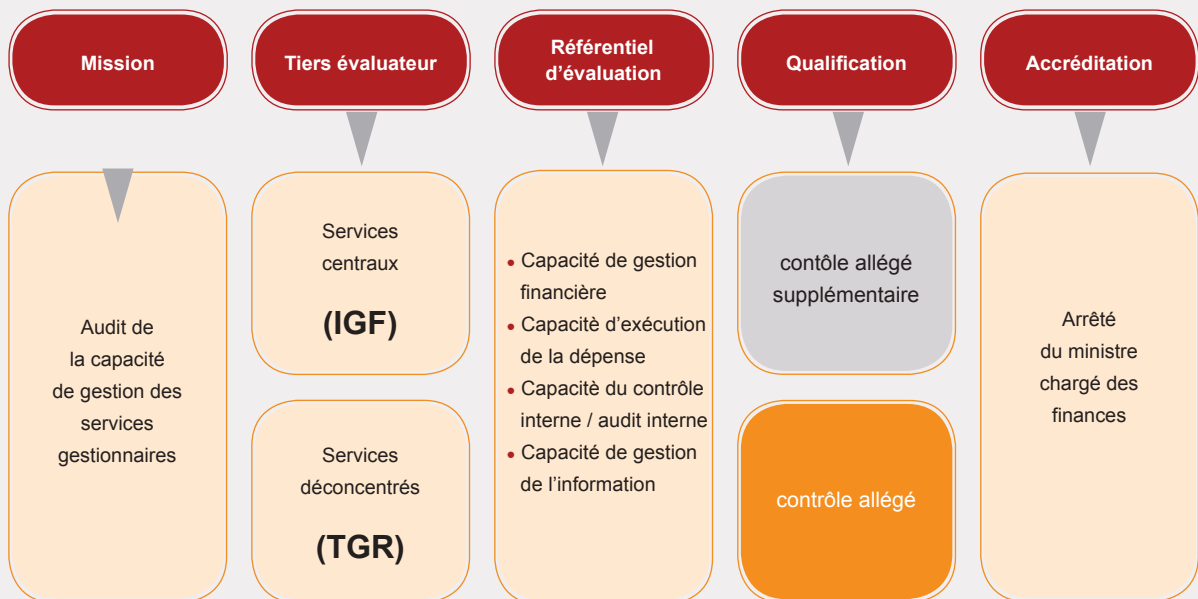 Mission
Tiers évaluateur
Référentiel
d'évaluation
Qualification
Accréditation
Audit de
la capacité
de gestion des
services
gestionnaires
Services
centraux
(IGF)
Services
déconcentrés
(TGR)
• Capacité de gestion
financière
• Capacitè d'exécution
de la dépense
• Capacitè du contrôle
interne / audit interne
• Capacité de gestion
de l'information
contôle allégé
supplémentaire
contrôle allégé
Arrêté
du ministre
chargé des
finances